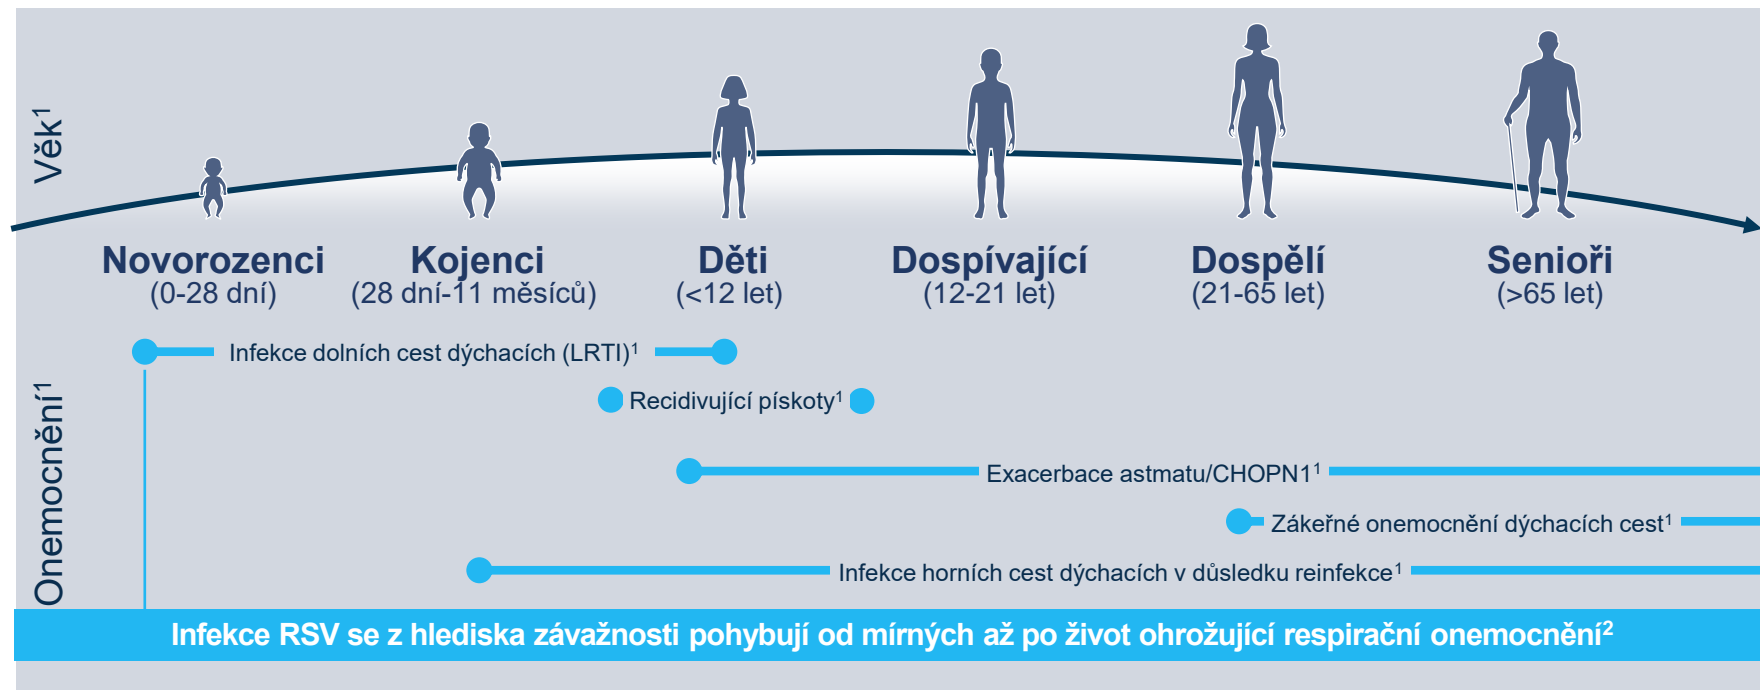 Věk¹
Novorozenci
(0-28 dní)
Kojenci
(28 dní-11 měsíců)
Děti
(<12 let)
Dospívající
(12-21 let)
Dospělí
(21-65 let)
Senioři
(>65 let)
Onemocnění¹
Infekce dolních cest dýchacích (LRTI)¹
Recidivující pískoty¹
Exacerbace astmatu/CHOPN1¹
Zákeřné onemocnění dýchacích cest¹
Infekce horních cest dýchacích v důsledku reinfekce¹
Infekce RSV se z hlediska závažnosti pohybují od mírných až po život ohrožující respirační onemocnění²